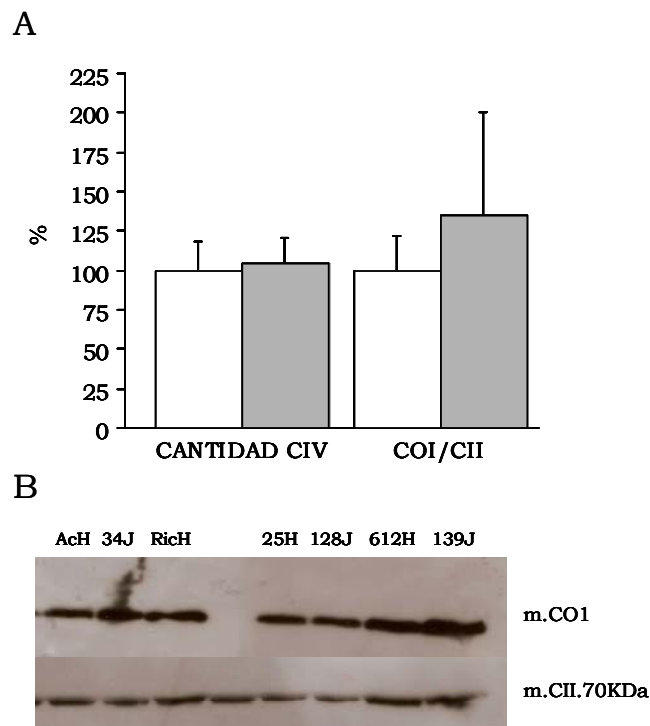 A
225
200
175
150
125
100
75
50
25
0
%
CANTIDAD CIV COI/CII
B
AcH 34J RicH 25H 128J 612H 139J
m.CO1
m.CII.70KDa